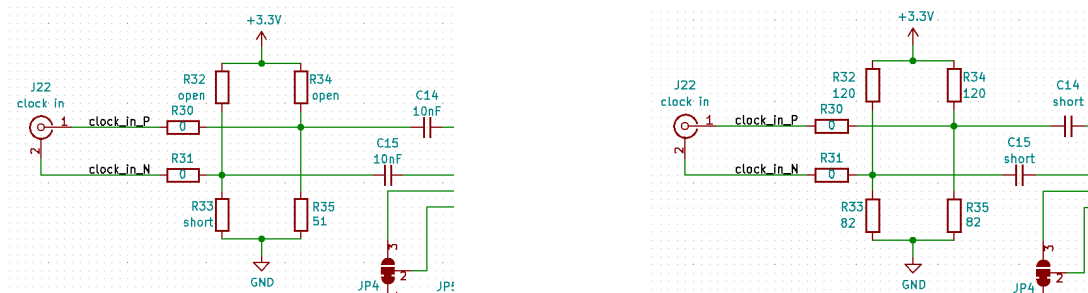 +3.3V
R32
open
R34
open
J22
clock in
1
2
clock_in_P
R30
0
C14
10nF
C15
10nF
clock_in_N
R31
0
R33
short
R35
51
GND
3
2
JP4
JP5
+3.3V
R32
120
R34
120
J22
clock in
1
2
clock_in_P
R30
0
C14
short
C15
short
clock_in_N
R31
0
R33
82
R35
82
GND
3
2
JP4